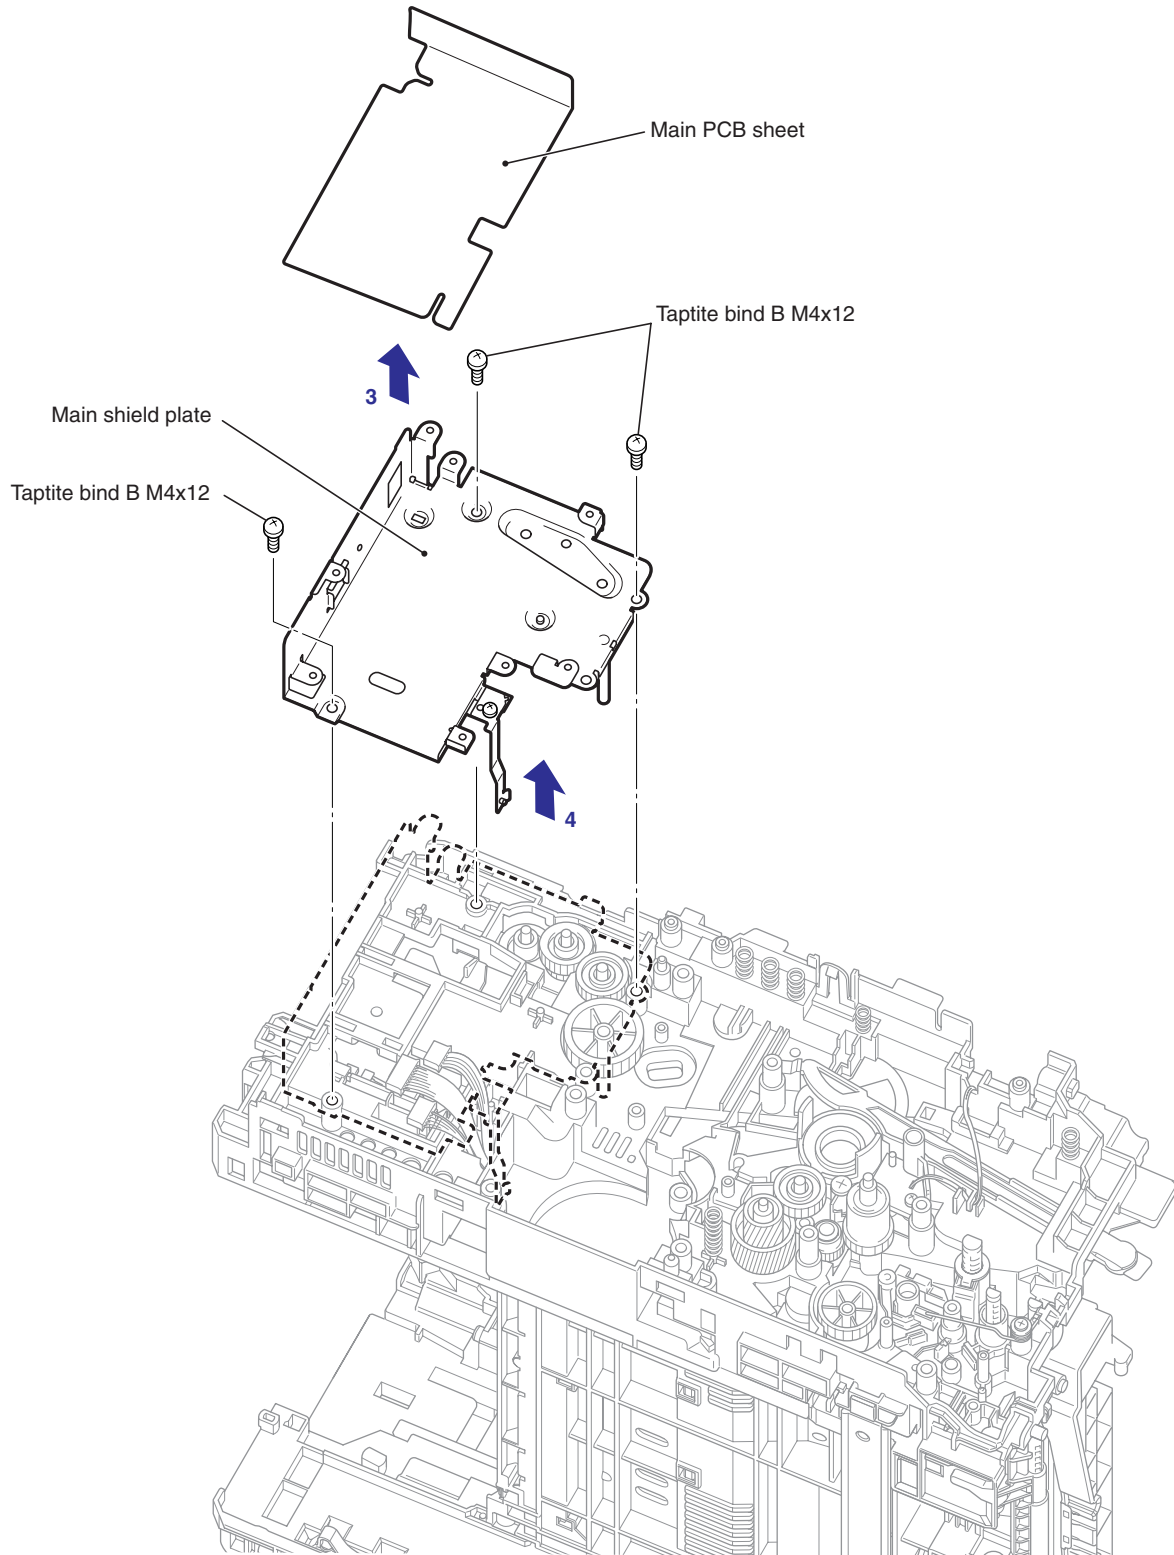 Main PCB sheet
Taptite bind B M4x12
3
Main shield plate
Taptite bind B M4x12
4